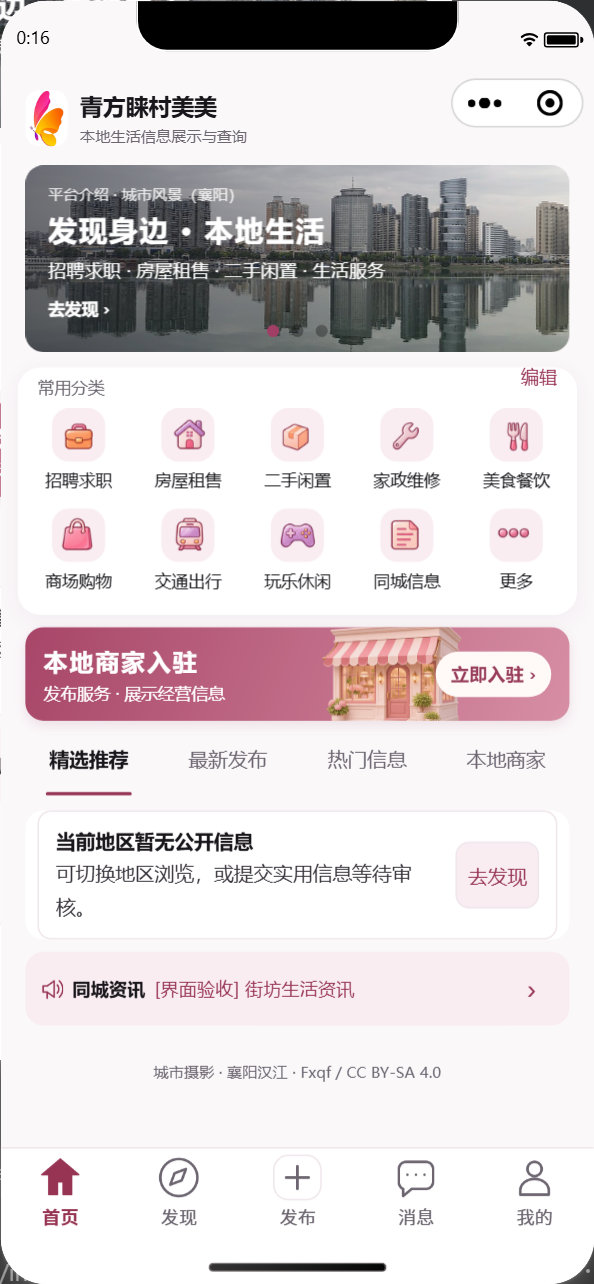 0:16
青方睐村美美
本地生活信息展示与查询
平台介绍 · 城市风景（襄阳）
发现身边 · 本地生活
招聘求职 · 房屋租售 · 二手闲置 · 生活服务
去发现 ›
常用分类
编辑
招聘求职 房屋租售 二手闲置 家政维修 美食餐饮
商场购物 交通出行 玩乐休闲 同城信息 更多
本地商家入驻
发布服务 · 展示经营信息
立即入驻 ›
精选推荐 最新发布 热门信息 本地商家
当前地区暂无公开信息
可切换地区浏览，或提交实用信息等待审
核。
去发现
同城资讯 [界面验收] 街坊生活资讯 ›
城市摄影 · 襄阳汉江 · Fxqf / CC BY-SA 4.0
首页 发现 发布 消息 我的